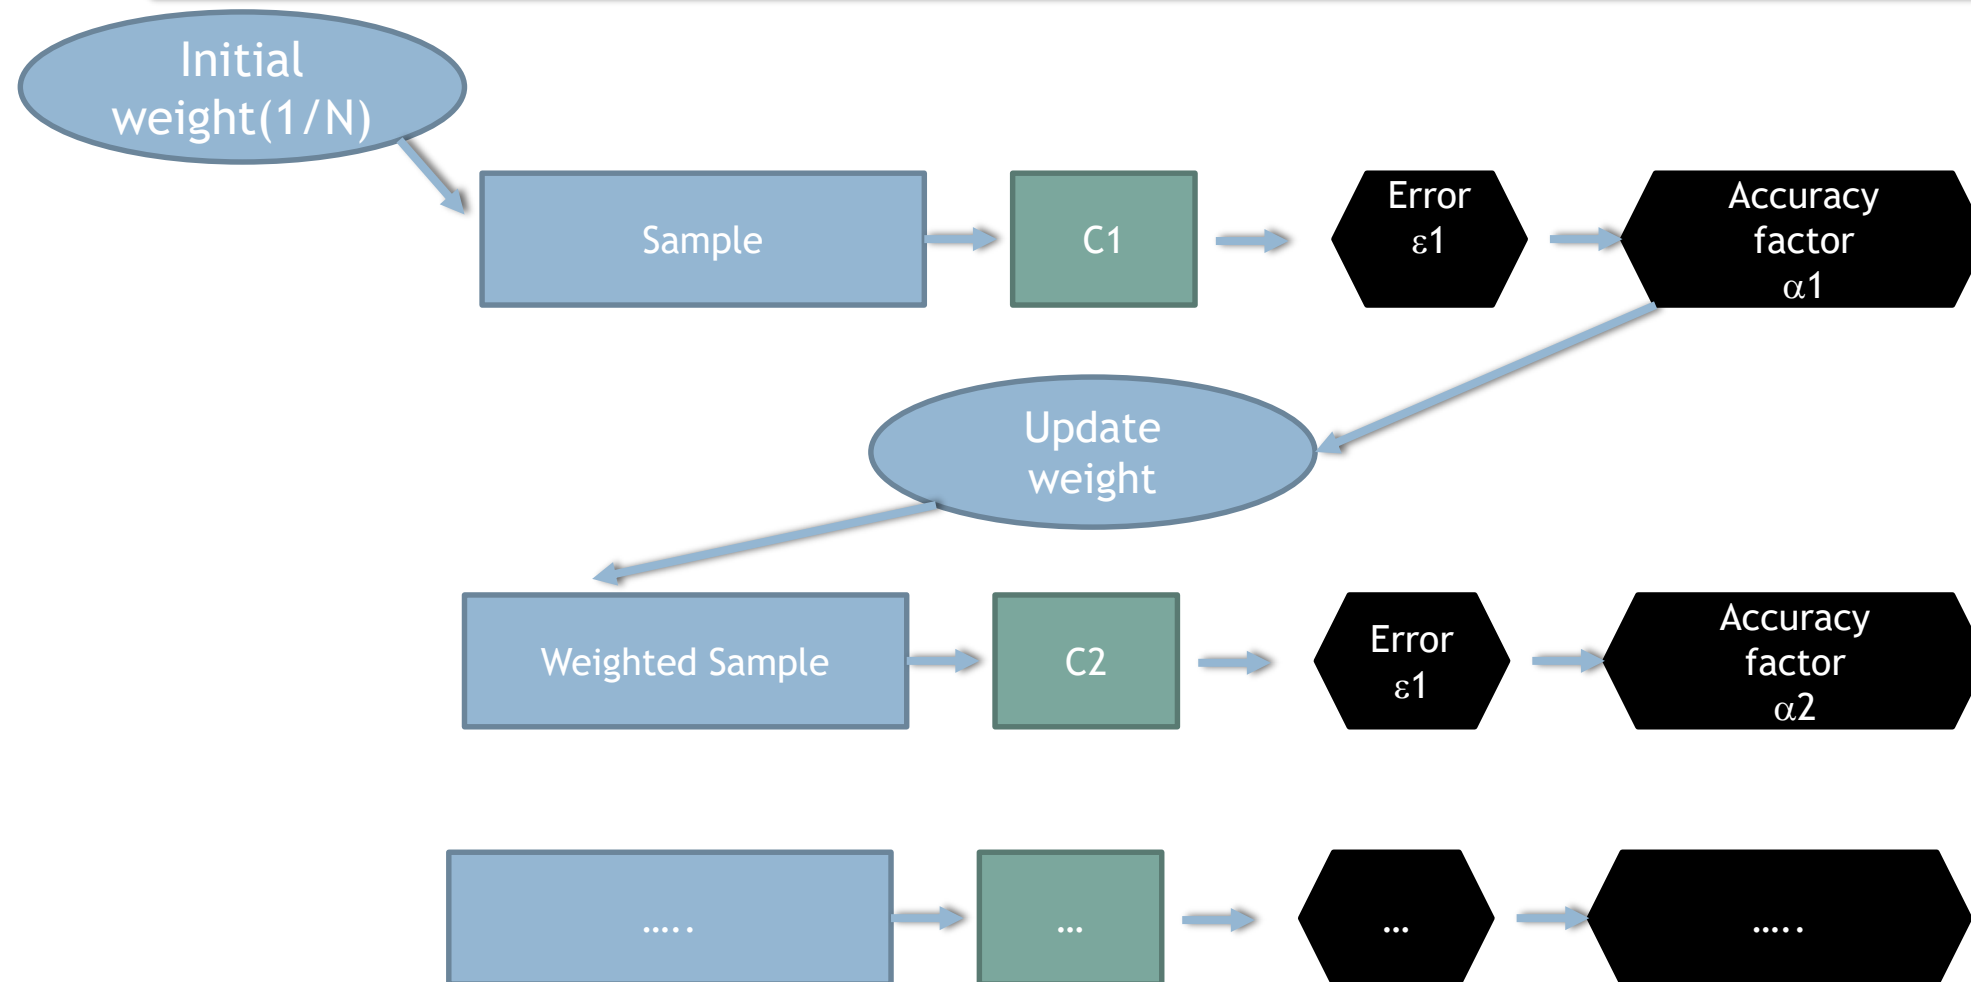 Initial
weight(1/N)
Sample
C1
Error
ε1
Accuracy
factor
α1
Update
weight
Weighted Sample
C2
Error
ε1
Accuracy
factor
α2
.....
...
...
.....